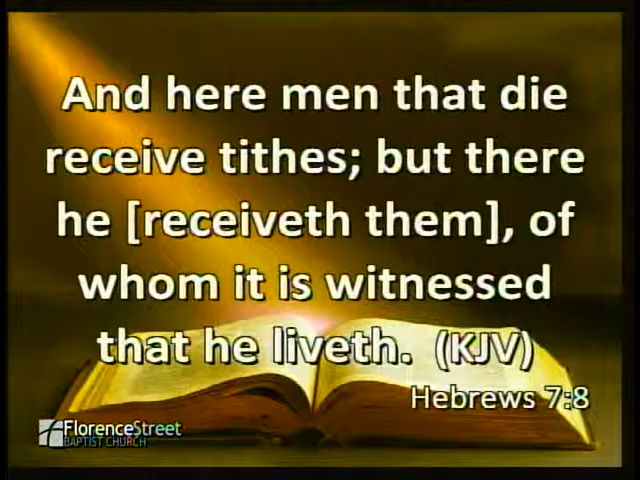 And here men that die
receive tithes; but there
he [receiveth them], of
whom it is witnessed
that he liveth. (KJV)
Hebrews 7:8
FlorenceStreet
BAPTIST CHURCH